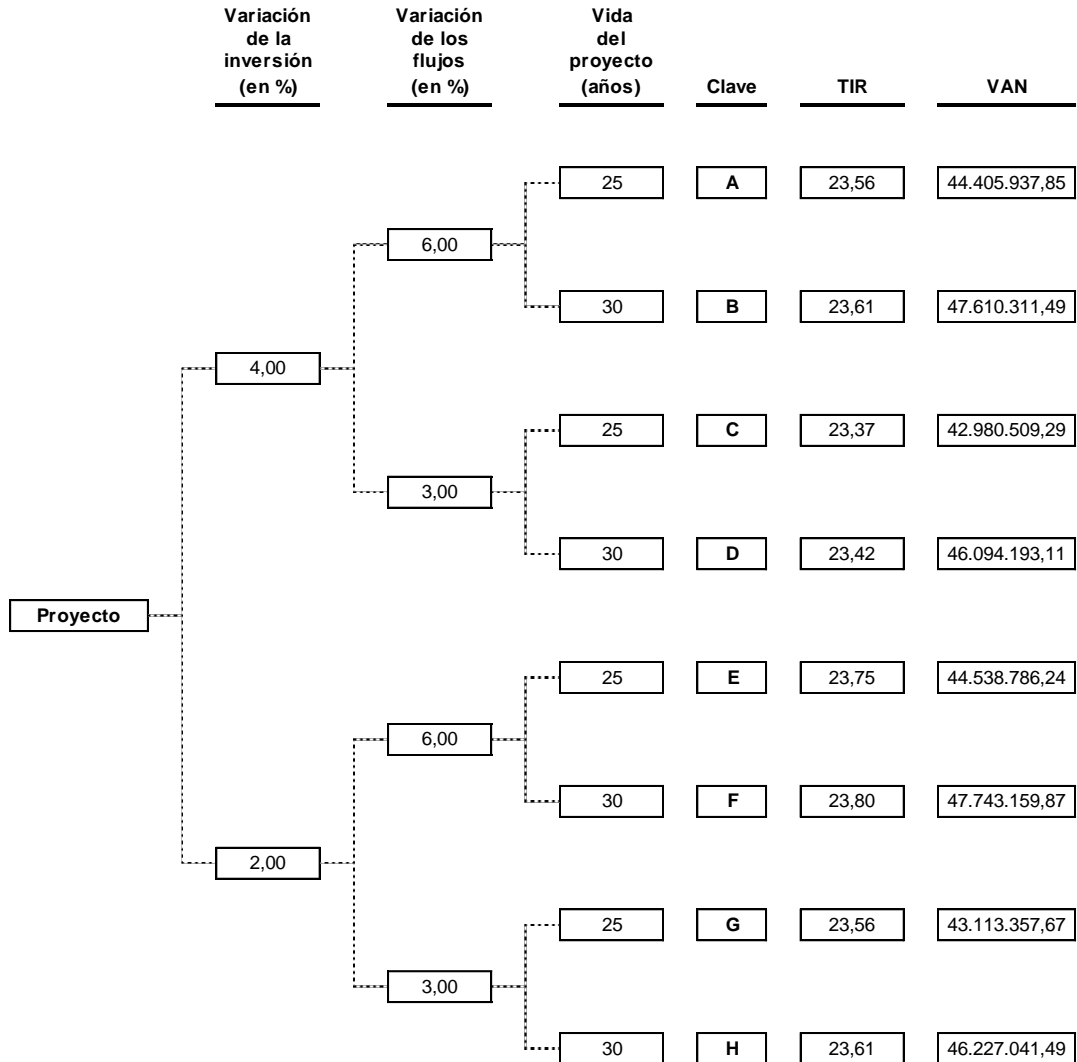 Variación de la inversión (en %) Variación de los flujos (en %) Vida del proyecto (años) Clave TIR VAN
25 A 23,56 44.405.937,85
6,00
30 B 23,61 47.610.311,49
4,00
25 C 23,37 42.980.509,29
3,00
30 D 23,42 46.094.193,11
Proyecto
25 E 23,75 44.538.786,24
6,00
30 F 23,80 47.743.159,87
2,00
25 G 23,56 43.113.357,67
3,00
30 H 23,61 46.227.041,49